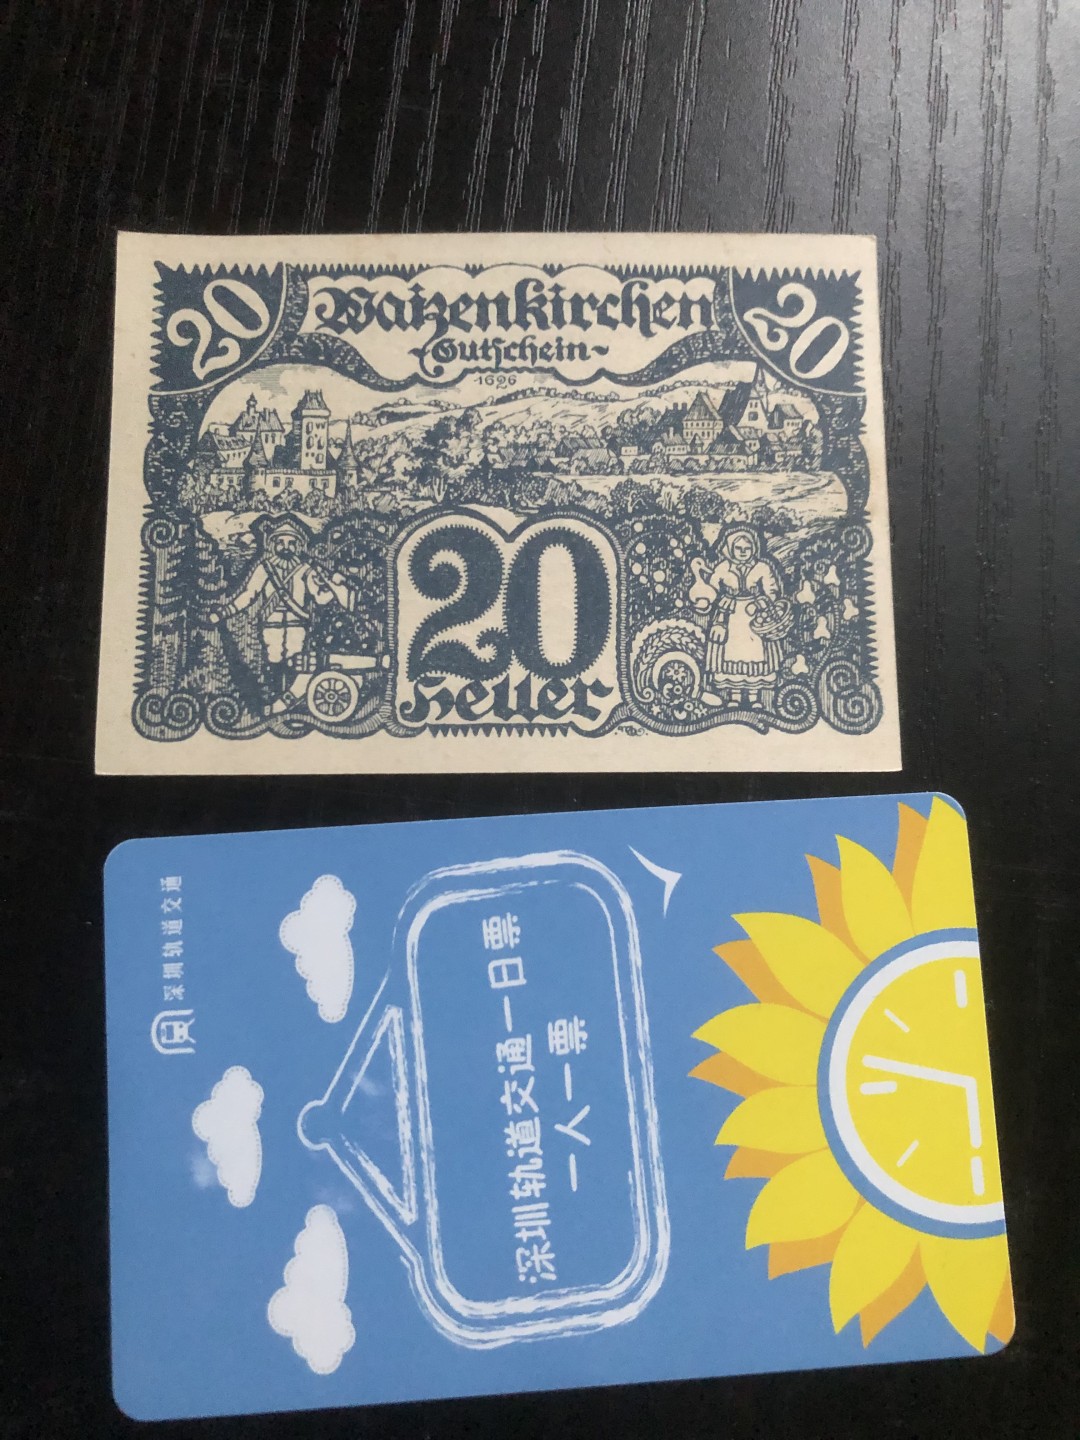 20
Waizenkirchen
20
Gutschein
1626
20
Heller
深圳轨道交通
深圳轨道交通一日票
一人一票